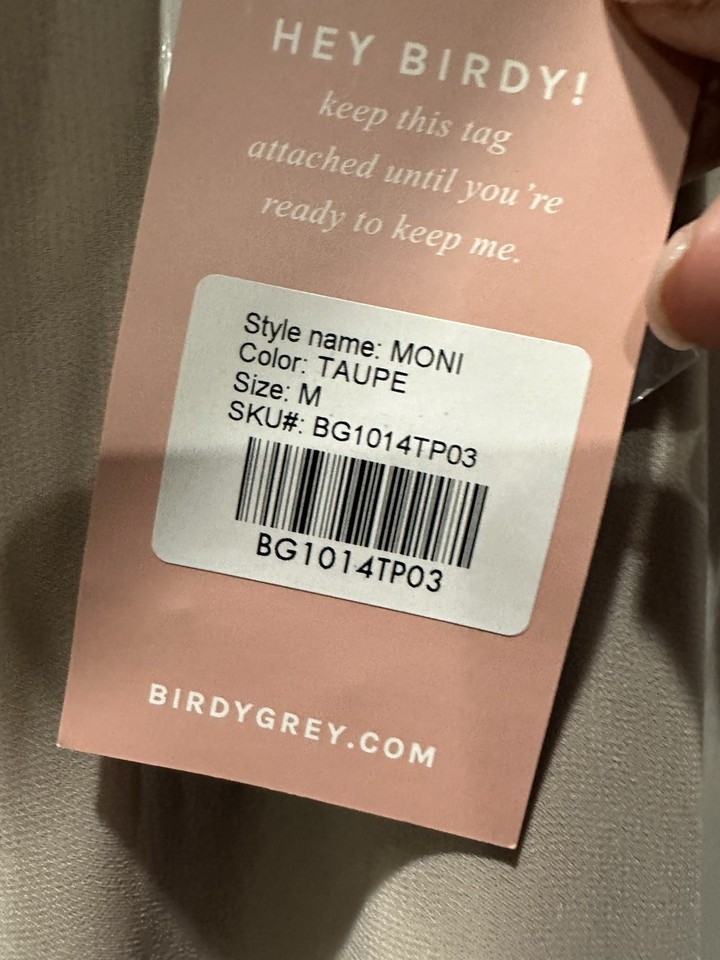 HEY BIRDY!
keep this tag
attached until you're
ready to keep me.
Style name: MONI
Color: TAUPE
Size: M
SKU#: BG1014TP03
BG1014TP03
BIRDYGREY.COM